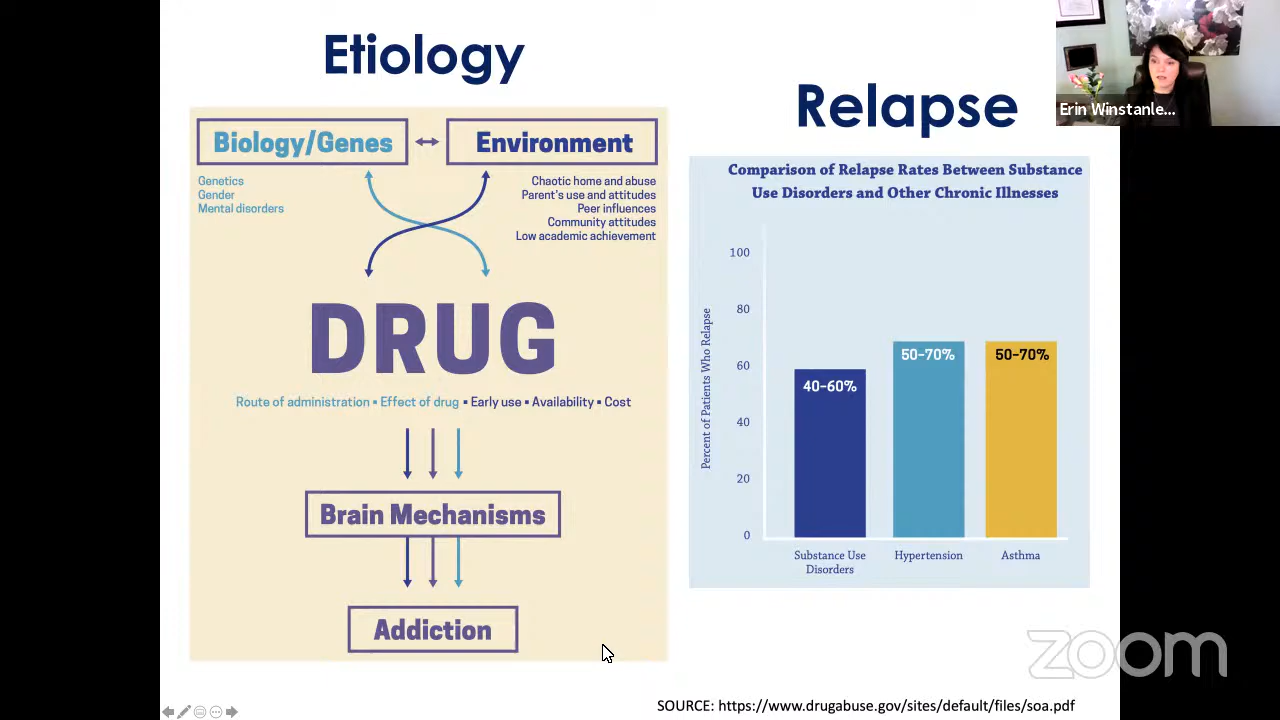 Etiology
Biology/Genes
Environment
Genetics
Gender
Mental disorders
Chaotic home and abuse
Parent's use and attitudes
Peer influences
Community attitudes
Low academic achievement
DRUG
Route of administration ▪ Effect of drug ▪ Early use ▪ Availability ▪ Cost
Brain Mechanisms
Addiction
Relapse
Comparison of Relapse Rates Between Substance
Use Disorders and Other Chronic Illnesses
Percent of Patients Who Relapse
100
80
60
40
20
0
40–60%
50–70%
50–70%
Substance Use
Disorders
Hypertension
Asthma
SOURCE: https://www.drugabuse.gov/sites/default/files/soa.pdf
Erin Winstanle...
zoom